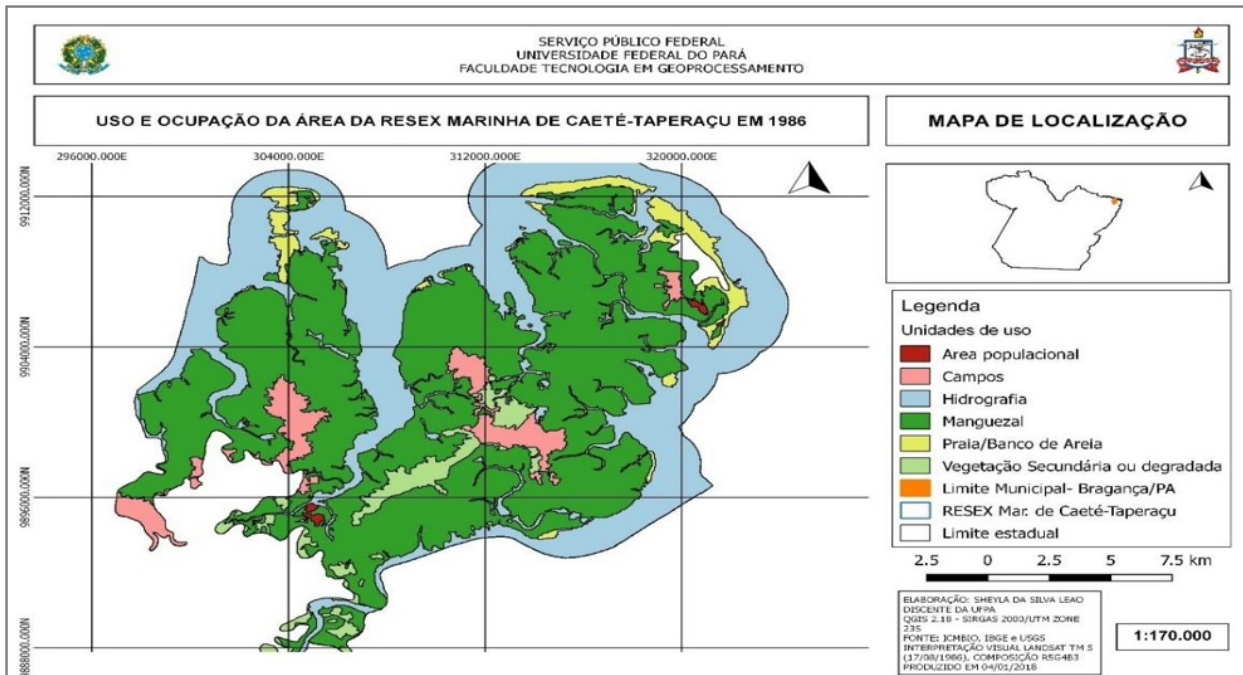 SERVIÇO PÚBLICO FEDERAL
UNIVERSIDADE FEDERAL DO PARÁ
FACULDADE TECNOLOGIA EM GEOPROCESSAMENTO
USO E OCUPAÇÃO DA ÁREA DA RESEX MARINHA DE CAETÉ-TAPERAÇU EM 1986
MAPA DE LOCALIZAÇÃO
296000.000E 304000.000E 312000.000E 320000.000E
9912000.000N
9904000.000N
9896000.000N
9888000.000N
Legenda
Unidades de uso
Area populacional
Campos
Hidrografia
Manguezal
Praia/Banco de Areia
Vegetação Secundária ou degradada
Limite Municipal- Bragança/PA
RESEX Mar. de Caeté-Taperaçu
Limite estadual
2.5 0 2.5 5 7.5 km
ELABORAÇÃO: SHEYLA DA SILVA LEAO
DISCENTE DA UFPA
QGIS 2.18 - SIRGAS 2000/UTM ZONE
23S
FONTE: ICMBIO, IBGE e USGS
INTERPRETAÇÃO VISUAL LANDSAT TM 5
(17/08/1986), COMPOSIÇÃO R5G4B3
PRODUZIDO EM 04/01/2018
1:170.000